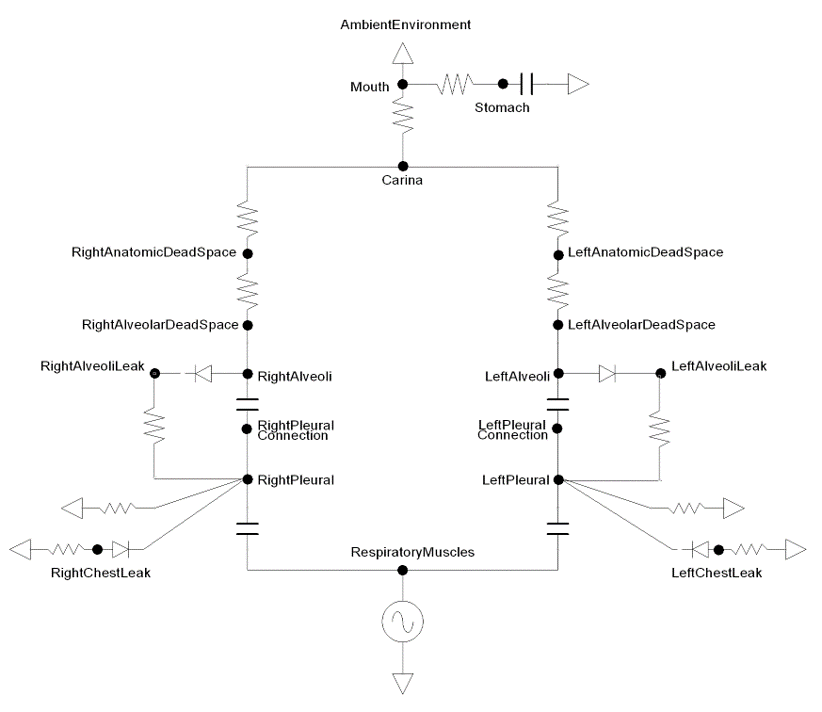 AmbientEnvironment
Mouth
Stomach
Carina
RightAnatomicDeadSpace
LeftAnatomicDeadSpace
RightAlveolarDeadSpace
LeftAlveolarDeadSpace
RightAlveoliLeak
LeftAlveoliLeak
RightAlveoli
LeftAlveoli
RightPleural
Connection
LeftPleural
Connection
RightPleural
LeftPleural
RespiratoryMuscles
RightChestLeak
LeftChestLeak